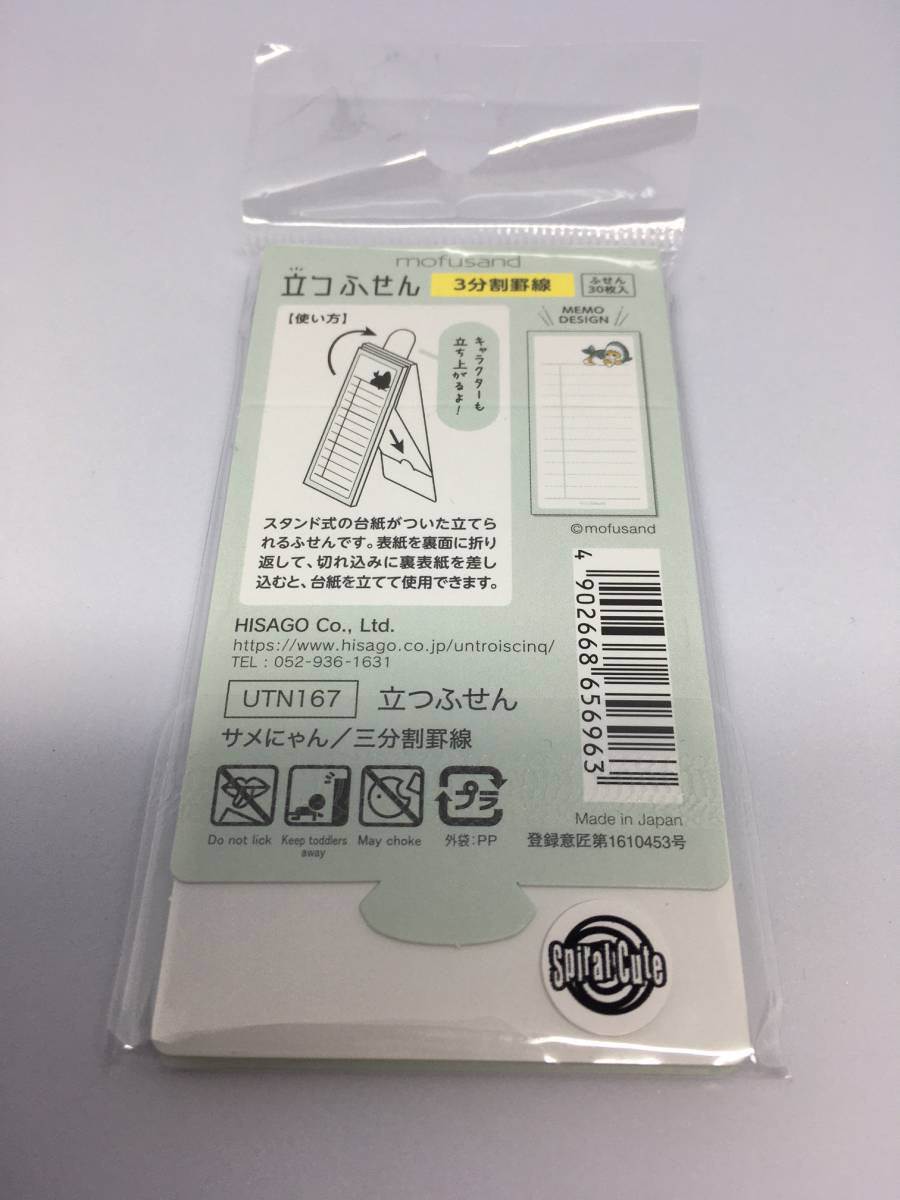 mofusand
立つふせん
3分割罫線
ふせん
30枚入
【使い方】
キャラクターも
立ち上がるよ!
MEMO
DESIGN
©mofusand
スタンド式の台紙がついた立てら
れるふせんです。表紙を裏面に折り
返して、切れ込みに裏表紙を差し
込むと、台紙を立てて使用できます。
HISAGO Co., Ltd.
https://www.hisago.co.jp/untroiscinq/
TEL : 052-936-1631
UTN167
立つふせん
サメにゃん/三分割罫線
4 902668 656963
Do not lick
Keep toddlers
away
May choke
プラ
外袋:PP
Made in Japan
登録意匠第1610453号
Spiral Cute